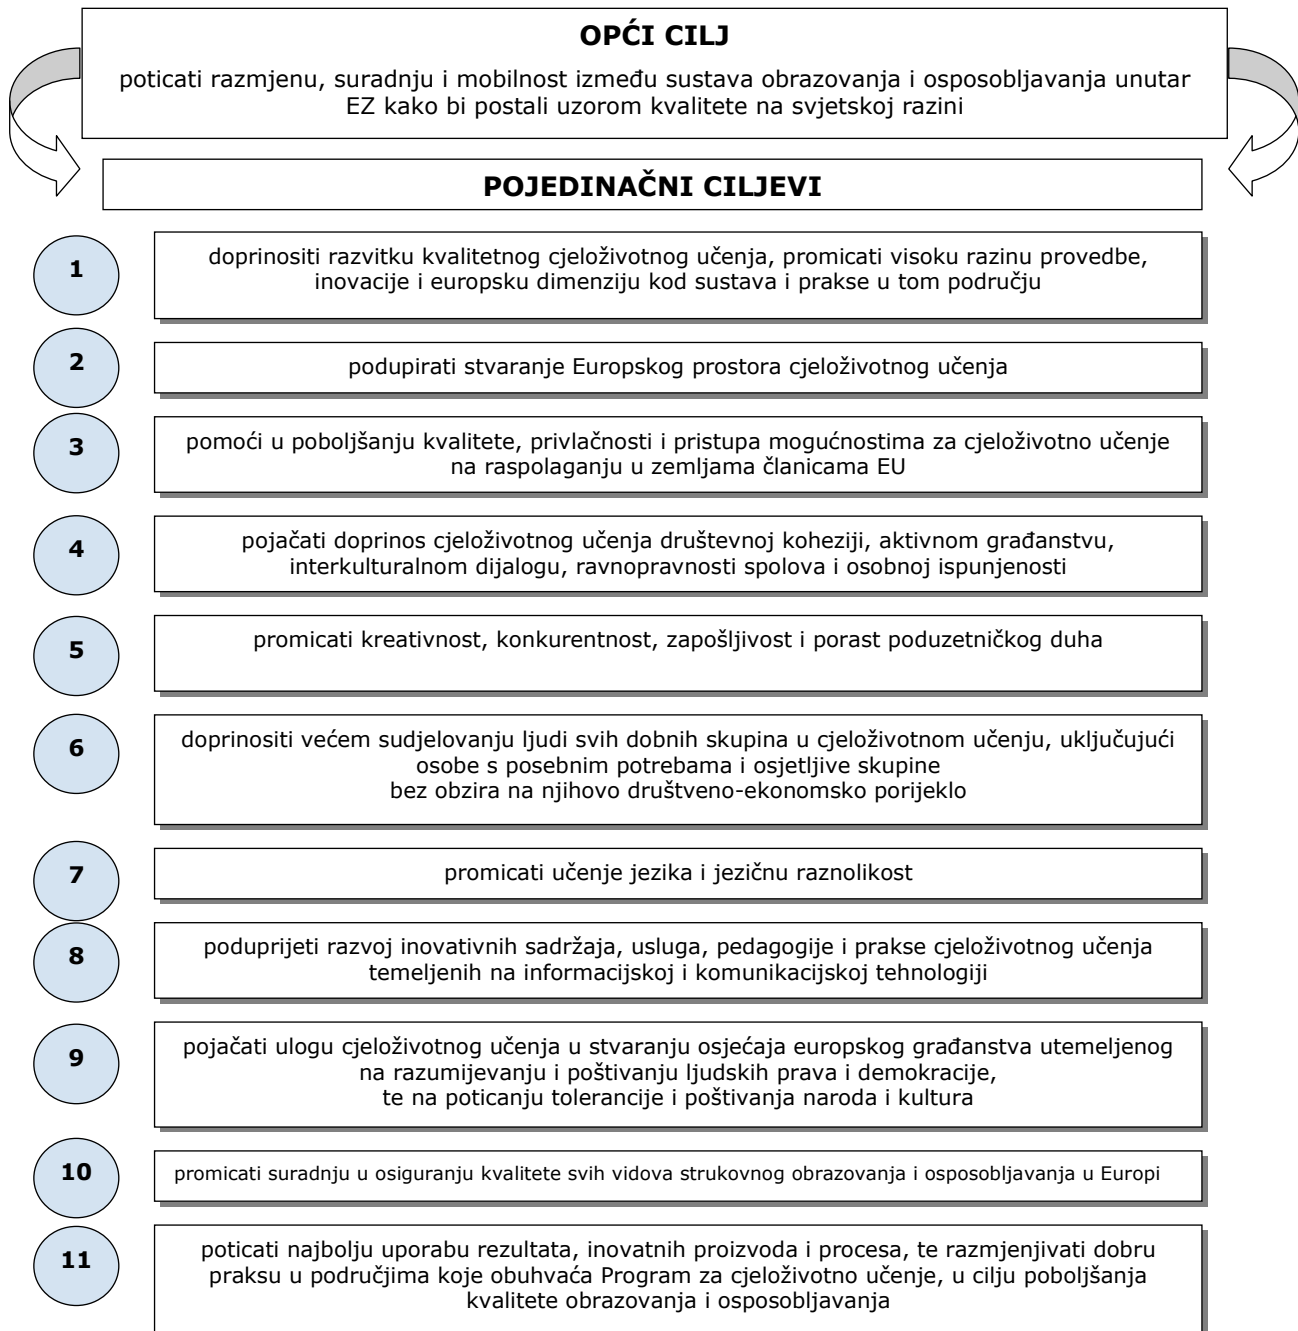 OPĆI CILJ
poticati razmjenu, suradnju i mobilnost između sustava obrazovanja i osposobljavanja unutar
EZ kako bi postali uzorom kvalitete na svjetskoj razini
POJEDINAČNI CILJEVI
1
doprinositi razvitku kvalitetnog cjeloživotnog učenja, promicati visoku razinu provedbe,
inovacije i europsku dimenziju kod sustava i prakse u tom području
2
podupirati stvaranje Europskog prostora cjeloživotnog učenja
3
pomoći u poboljšanju kvalitete, privlačnosti i pristupa mogućnostima za cjeloživotno učenje
na raspolaganju u zemljama članicama EU
4
pojačati doprinos cjeloživotnog učenja društevnoj koheziji, aktivnom građanstvu,
interkulturalnom dijalogu, ravnopravnosti spolova i osobnoj ispunjenosti
5
promicati kreativnost, konkurentnost, zapošljivost i porast poduzetničkog duha
6
doprinositi većem sudjelovanju ljudi svih dobnih skupina u cjeloživotnom učenju, uključujući
osobe s posebnim potrebama i osjetljive skupine
bez obzira na njihovo društveno-ekonomsko porijeklo
7
promicati učenje jezika i jezičnu raznolikost
8
poduprijeti razvoj inovativnih sadržaja, usluga, pedagogije i prakse cjeloživotnog učenja
temeljenih na informacijskoj i komunikacijskoj tehnologiji
9
pojačati ulogu cjeloživotnog učenja u stvaranju osjećaja europskog građanstva utemeljenog
na razumijevanju i poštivanju ljudskih prava i demokracije,
te na poticanju tolerancije i poštivanja naroda i kultura
10
promicati suradnju u osiguranju kvalitete svih vidova strukovnog obrazovanja i osposobljavanja u Europi
11
poticati najbolju uporabu rezultata, inovatnih proizvoda i procesa, te razmjenjivati dobru
praksu u područjima koje obuhvaća Program za cjeloživotno učenje, u cilju poboljšanja
kvalitete obrazovanja i osposobljavanja